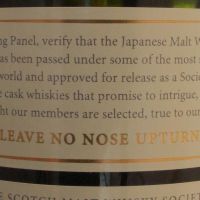 ng Panel, verify that the Japanese Malt W
as been passed under some of the most s
world and approved for release as a Socie
e cask whiskies that promise to intrigue,
ht our members are selected, true to our
LEAVE NO NOSE UPTURN
E SCOTCH MALT WHISKY SOCIET